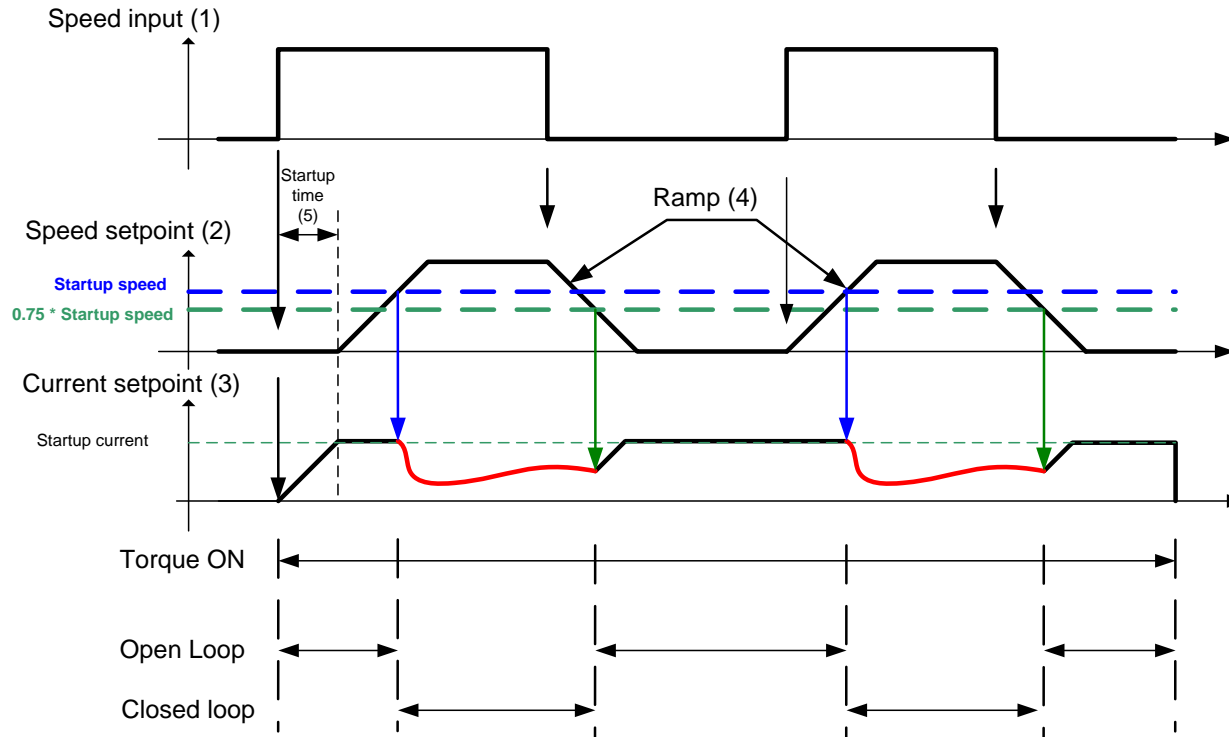 Speed input (1)
Startup
time
(5)
Ramp (4)
Speed setpoint (2)
Startup speed
0.75 * Startup speed
Current setpoint (3)
Startup current
Torque ON
Open Loop
Closed loop